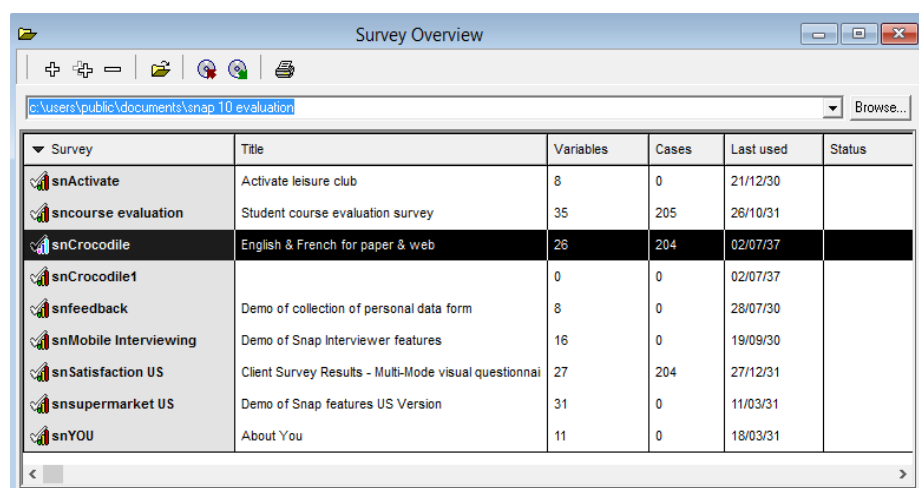 Survey Overview
c:\users\public\documents\snap 10 evaluation Browse...
Survey Title Variables Cases Last used Status
snActivate Activate leisure club 8 0 21/12/30
sncourse evaluation Student course evaluation survey 35 205 26/10/31
snCrocodile English & French for paper & web 26 204 02/07/37
snCrocodile1 0 0 02/07/37
snfeedback Demo of collection of personal data form 8 0 28/07/30
snMobile Interviewing Demo of Snap Interviewer features 16 0 19/09/30
snSatisfaction US Client Survey Results - Multi-Mode visual questionnai 27 204 27/12/31
snsupermarket US Demo of Snap features US Version 31 0 11/03/31
snYOU About You 11 0 18/03/31